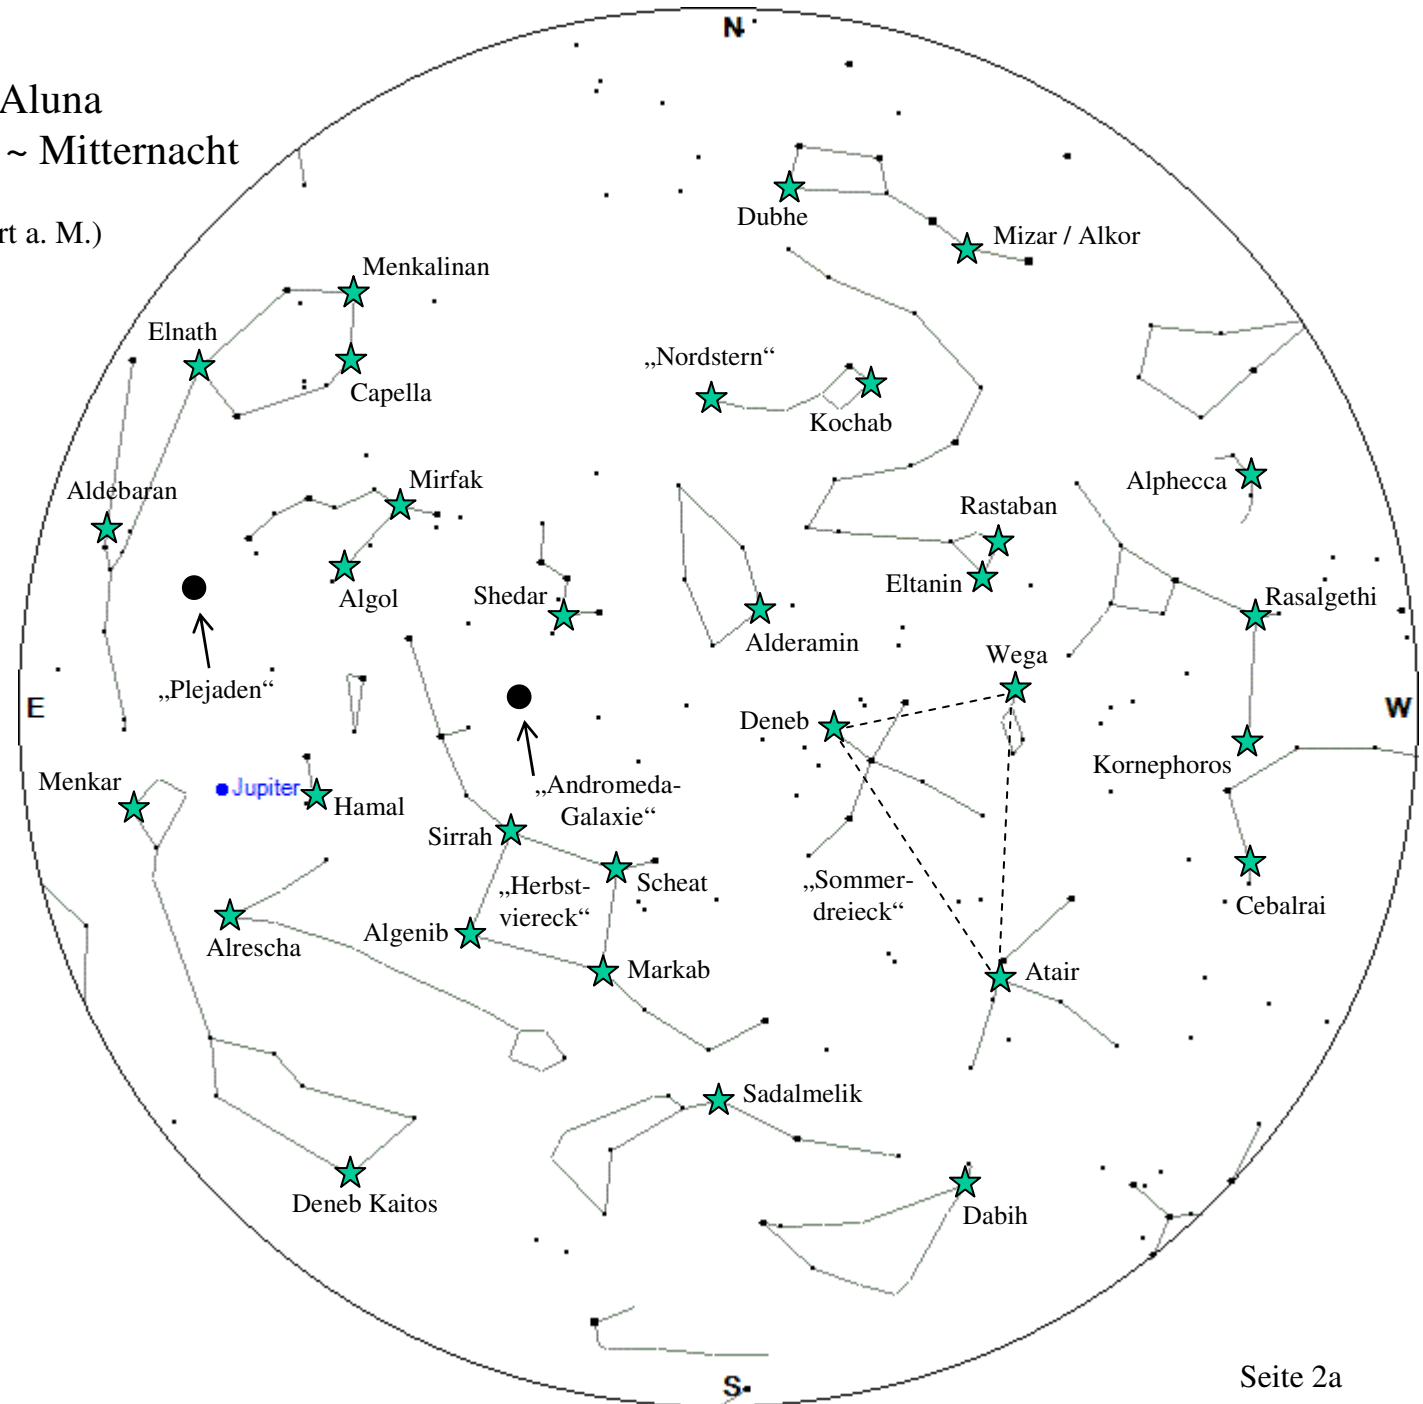 N
Aluna
~ Mitternacht
rt a. M.)
Dubhe
Mizar / Alkor
Menkalinan
Elnath
Capella
„Nordstern“
Kochab
Aldebaran
Mirfak
Alphecca
Rastaban
Algol
Shedar
Eltanin
Rasalgethi
Alderamin
Wega
„Plejaden“
E
Deneb
W
Kornephoros
Menkar
Jupiter
Hamal
„Andromeda-
Galaxie“
Sirrah
Scheat
„Herbst-
viereck“
„Sommer-
dreieck“
Cebalrai
Alrescha
Algenib
Markab
Atair
Sadalmelik
Deneb Kaitos
Dabih
S
Seite 2a